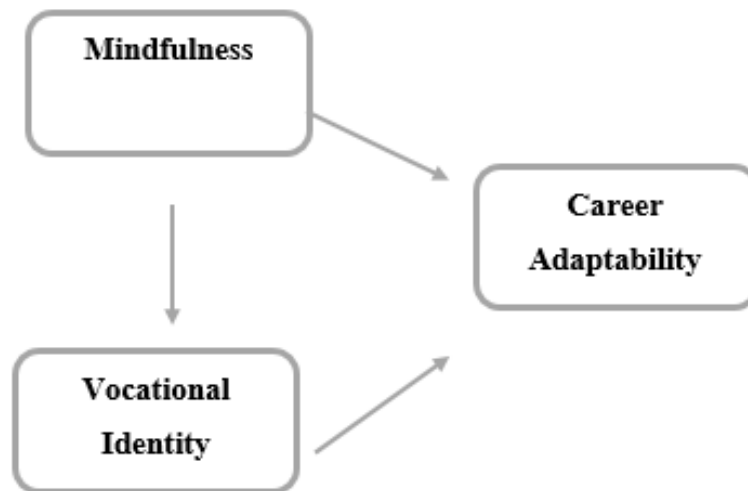 Mindfulness
Career
Adaptability
Vocational
Identity